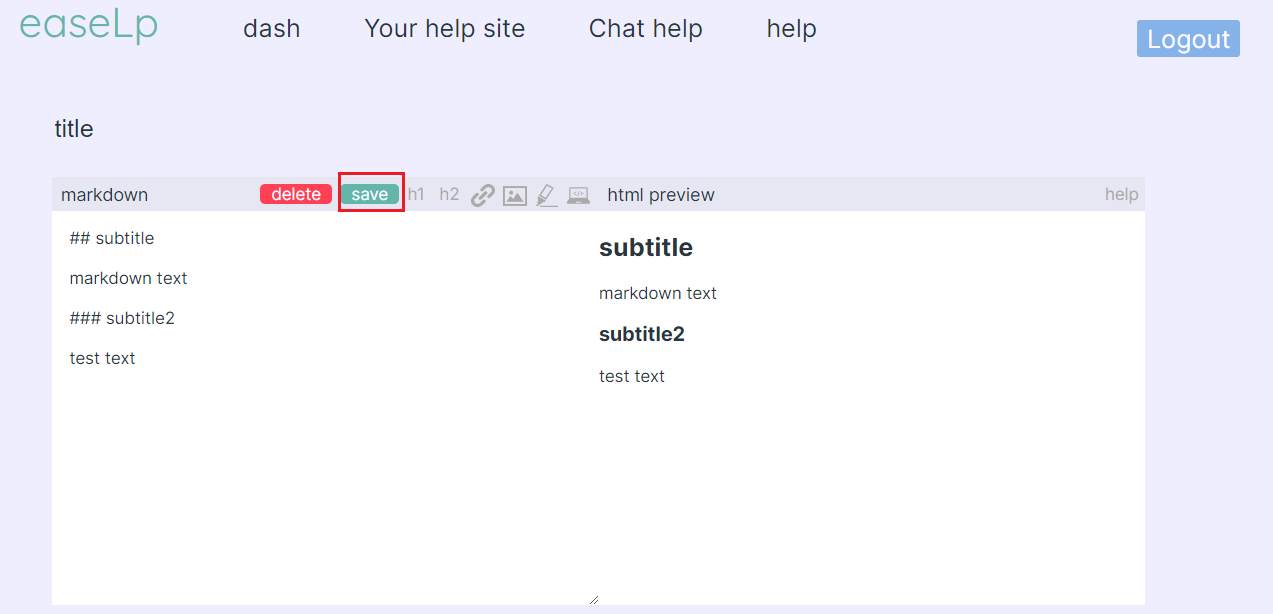 easeLp dash Your help site Chat help help Logout
title
markdown delete save h1 h2 html preview help
## subtitle
markdown text
### subtitle2
test text
subtitle
markdown text
subtitle2
test text